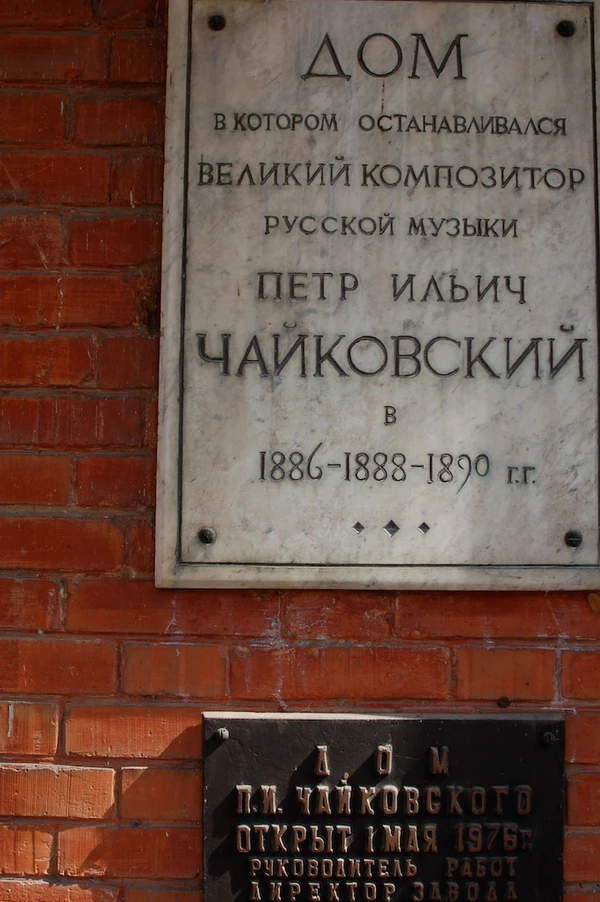 ДОМ
В КОТОРОМ ОСТАНАВЛИВАЛСЯ
ВЕЛИКИЙ КОМПОЗИТОР
РУССКОЙ МУЗЫКИ
ПЕТР ИЛЬИЧ
ЧАЙКОВСКИЙ
В
1886-1888-1890 Г.Г.
ДОМ
П.И. ЧАЙКОВСКОГО
ОТКРЫТ 1 МАЯ 1976г.
РУКОВОДИТЕЛЬ РАБОТ
ДИРЕКТОР ЗАВОДА